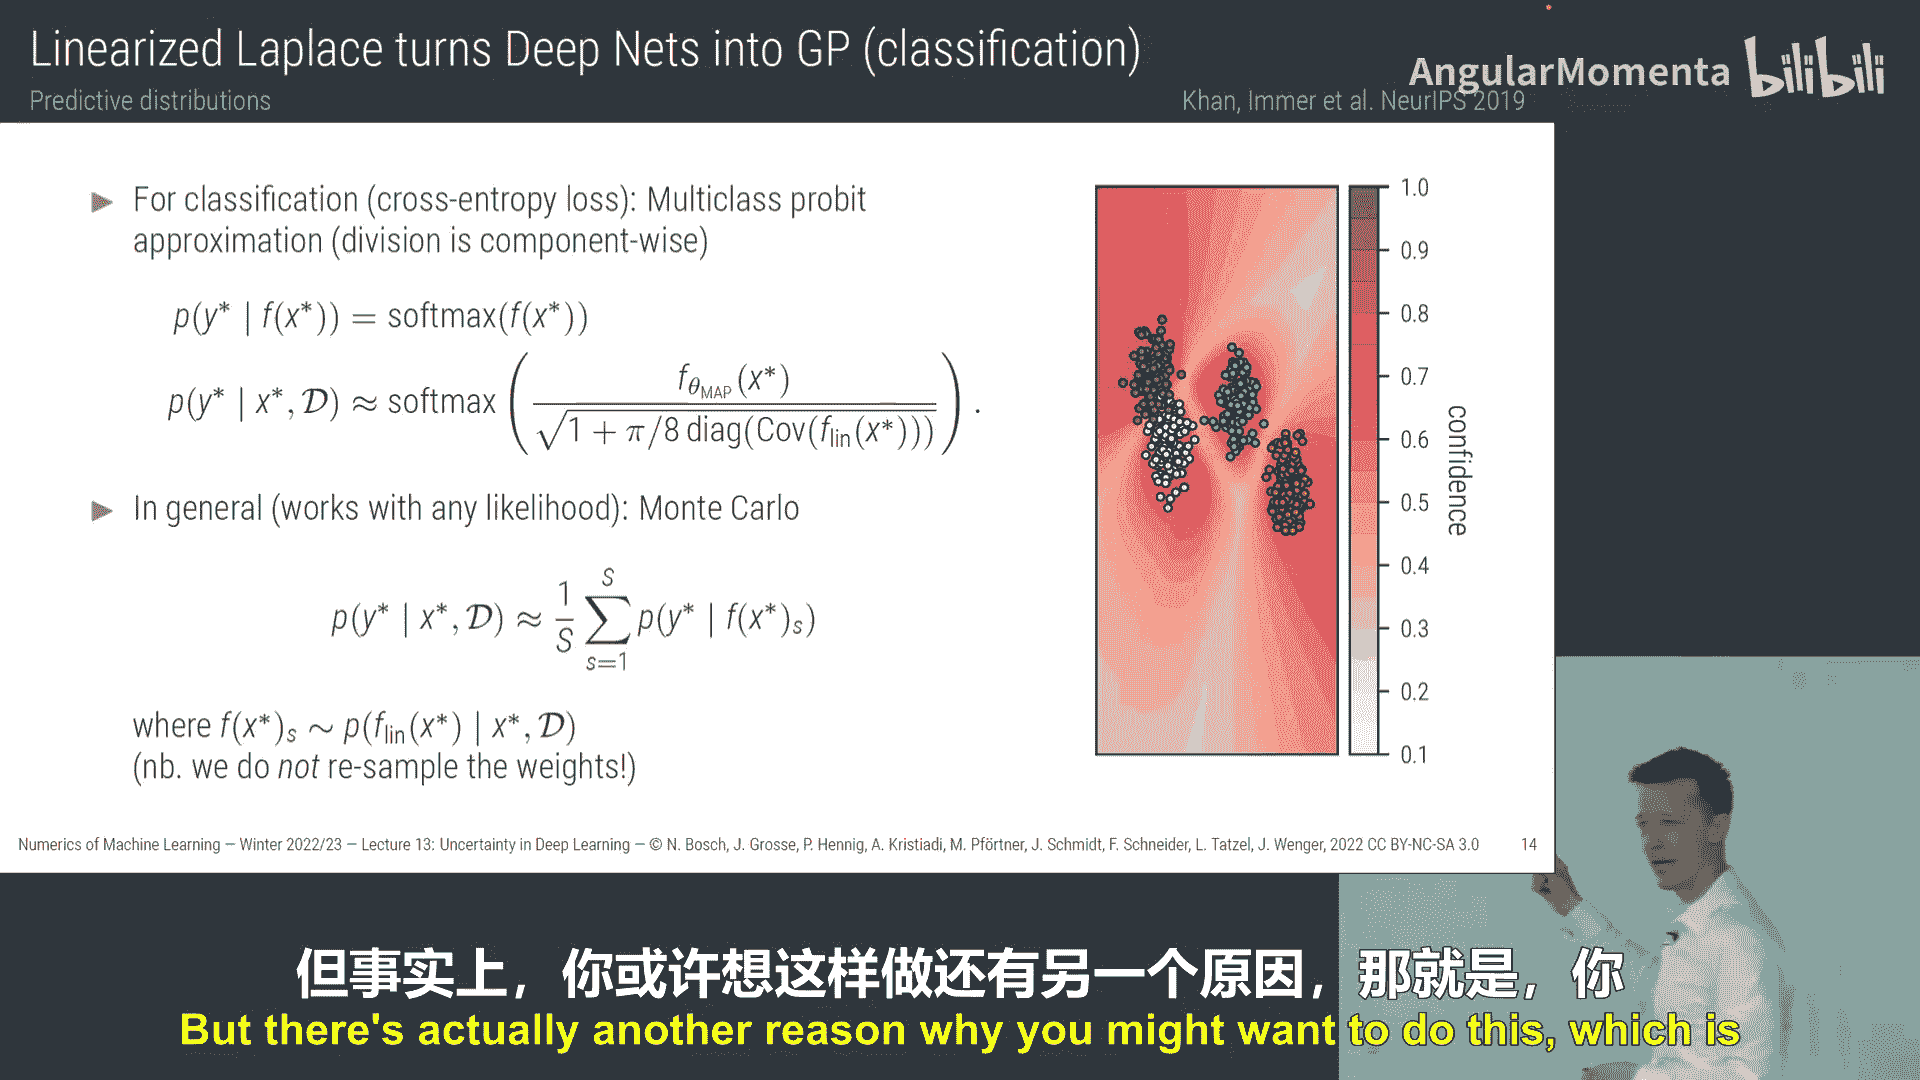 Linearized Laplace turns Deep Nets into GP (classification)
Predictive distributions
Khan, Immer et al. NeurIPS 2019
AngularMomenta bilibili
▶ For classification (cross-entropy loss): Multiclass probit
approximation (division is component-wise)
p(y* | f(x*)) = softmax(f(x*))
p(y* | x*, 𝒟) ≈ softmax ( f_θMAP(x*) / √(1 + π/8 diag(Cov(f_lin(x*)))) ) .
▶ In general (works with any likelihood): Monte Carlo
p(y* | x*, 𝒟) ≈ 1/S ∑_{s=1}^{S} p(y* | f(x*)_s)
where f(x*)_s ~ p(f_lin(x*) | x*, 𝒟)
(nb. we do not re-sample the weights!)
1.0
0.9
0.8
0.7
0.6
0.5
0.4
0.3
0.2
0.1
confidence
Numerics of Machine Learning — Winter 2022/23 — Lecture 13: Uncertainty in Deep Learning — © N. Bosch, J. Grosse, P. Hennig, A. Kristiadi, M. Pförtner, J. Schmidt, F. Schneider, L. Tatzel, J. Wenger, 2022 CC BY-NC-SA 3.0 14
但事实上，你或许想这样做还有另一个原因，那就是，你
But there's actually another reason why you might want to do this, which is